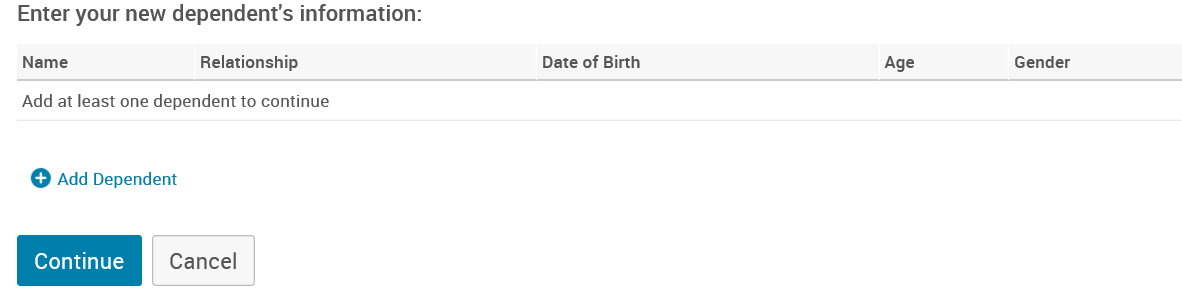 Enter your new dependent's information:
Name Relationship Date of Birth Age Gender
Add at least one dependent to continue
Add Dependent
Continue Cancel